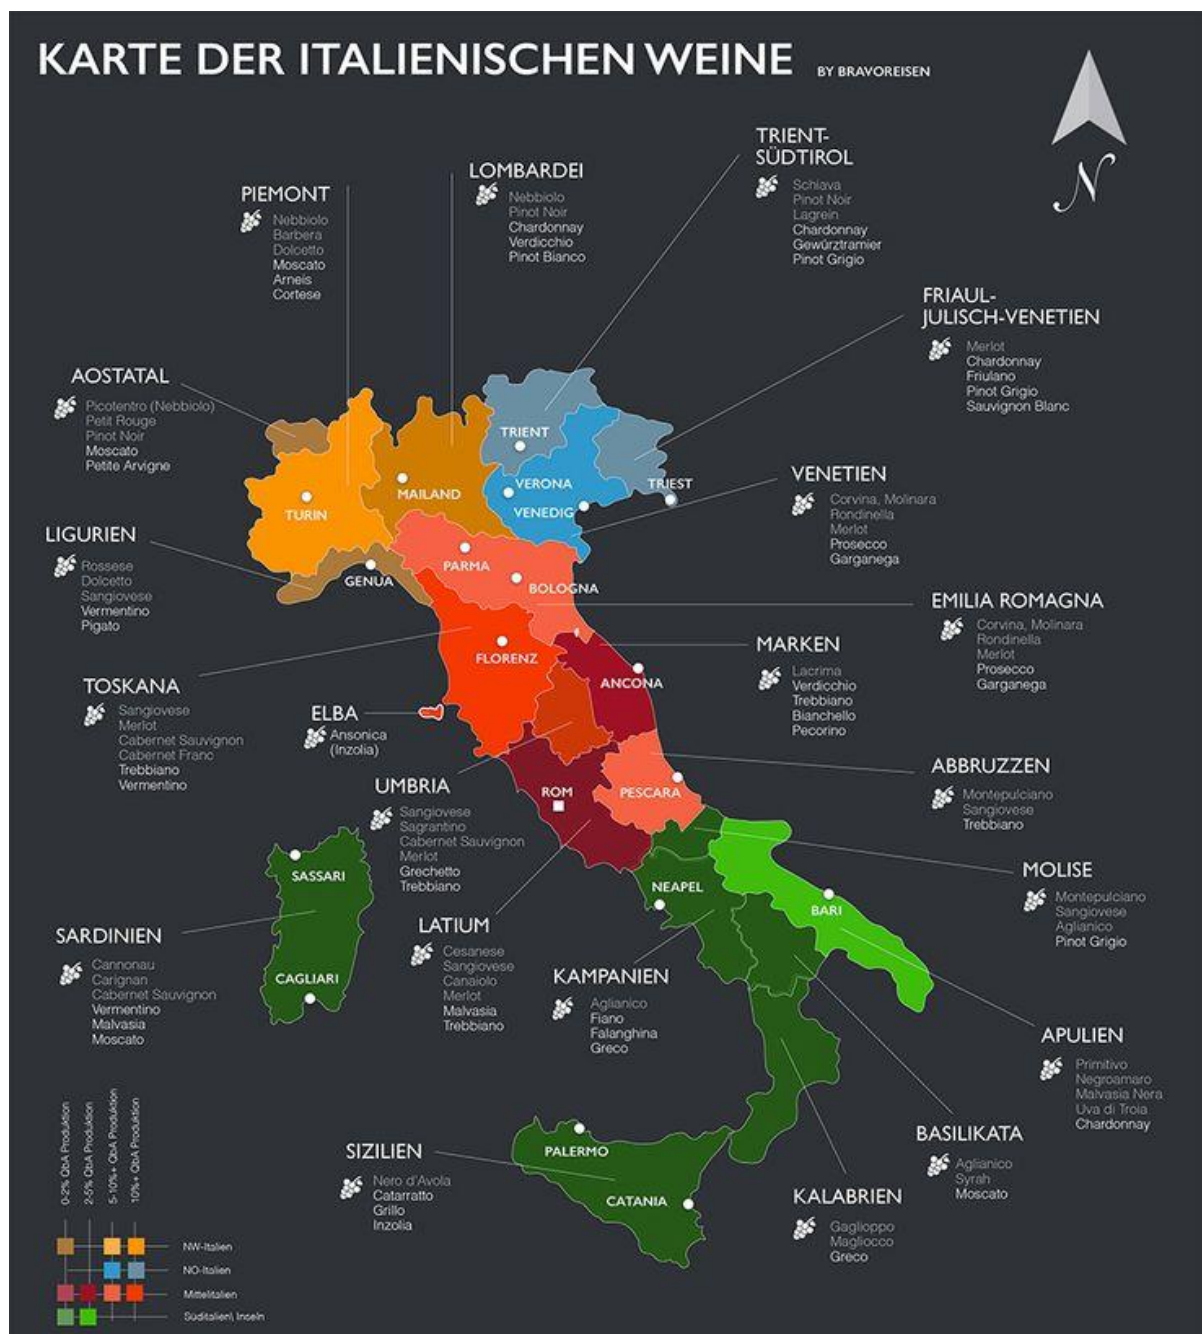 KARTE DER ITALIENISCHEN WEINE BY BRAVOREISEN
N
TRIENT-
SÜDTIROL
Schiava
Pinot Noir
Lagrein
Chardonnay
Gewürztramier
Pinot Grigio
LOMBARDEI
Nebbiolo
Pinot Noir
Chardonnay
Verdicchio
Pinot Bianco
PIEMONT
Nebbiolo
Barbera
Dolcetto
Moscato
Arneis
Cortese
FRIAUL-
JULISCH-VENETIEN
Merlot
Chardonnay
Friulano
Pinot Grigio
Sauvignon Blanc
AOSTATAL
Picotentro (Nebbiolo)
Petit Rouge
Pinot Noir
Moscato
Petite Arvigne
VENETIEN
Corvina, Molinara
Rondinella
Merlot
Prosecco
Garganega
LIGURIEN
Rossese
Dolcetto
Sangiovese
Vermentino
Pigato
EMILIA ROMAGNA
Corvina, Molinara
Rondinella
Merlot
Prosecco
Garganega
MARKEN
Lacrima
Verdicchio
Trebbiano
Bianchello
Pecorino
TOSKANA
Sangiovese
Merlot
Cabernet Sauvignon
Cabernet Franc
Trebbiano
Vermentino
ELBA
Ansonica
(Inzolia)
UMBRIA
Sangiovese
Sagrantino
Cabernet Sauvignon
Merlot
Grechetto
Trebbiano
ABBRUZZEN
Montepulciano
Sangiovese
Trebbiano
MOLISE
Montepulciano
Sangiovese
Aglianico
Pinot Grigio
LATIUM
Cesanese
Sangiovese
Canaiolo
Merlot
Malvasia
Trebbiano
SARDINIEN
Cannonau
Carignan
Cabernet Sauvignon
Vermentino
Malvasia
Moscato
KAMPANIEN
Aglianico
Fiano
Falanghina
Greco
APULIEN
Primitivo
Negroamaro
Malvasia Nera
Uva di Troia
Chardonnay
BASILIKATA
Aglianico
Syrah
Moscato
SIZILIEN
Nero d'Avola
Catarratto
Grillo
Inzolia
KALABRIEN
Gaglioppo
Magliocco
Greco
TRIENT
VERONA
TRIEST
MAILAND
VENEDIG
TURIN
PARMA
GENUA
BOLOGNA
FLORENZ
ANCONA
ROM
PESCARA
SASSARI
NEAPEL
BARI
CAGLIARI
PALERMO
CATANIA
0-2% QbA Produktion
2-5% QbA Produktion
5-10%+ QbA Produktion
10%+ QbA Produktion
NW-Italien
NO-Italien
Mittelitalien
Süditalien\ Inseln